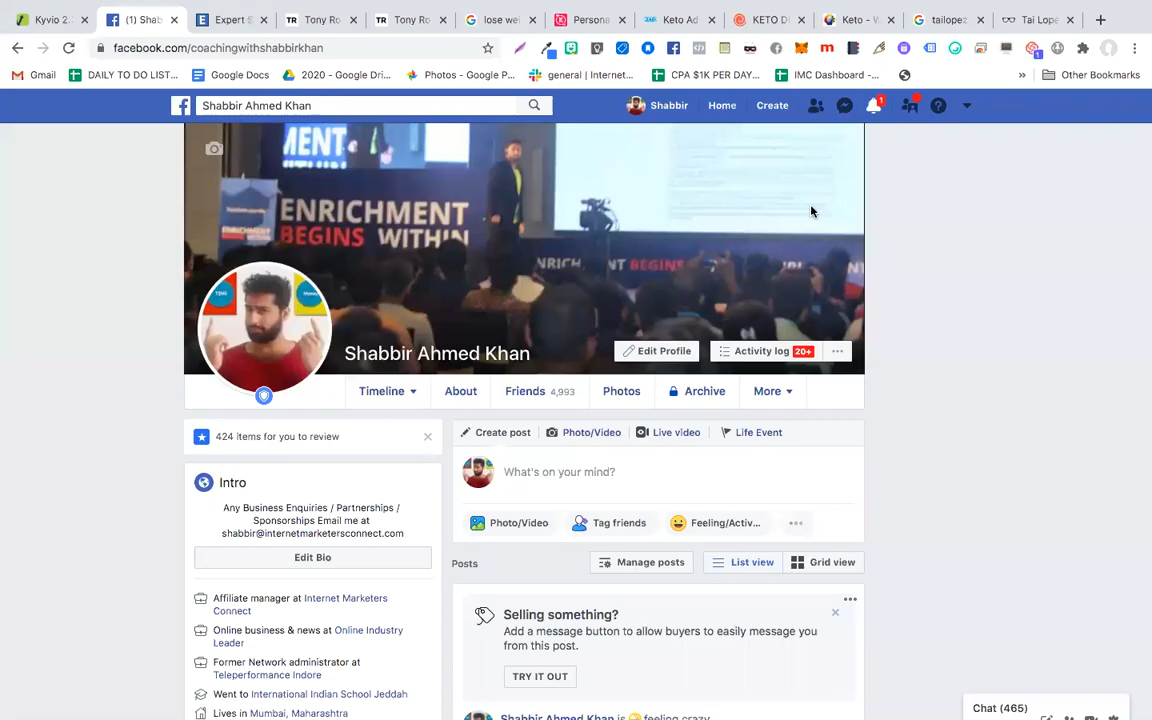 Kyvio 2.
(1) Shab
Expert S
Tony Ro
Tony Ro
lose wei
Persona
Keto Ad
KETO D
Keto - W
tailopez
Tai Lope
facebook.com/coachingwithshabbirkhan
Gmail
DAILY TO DO LIST...
Google Docs
2020 - Google Dri...
Photos - Google P...
general | Internet...
CPA $1K PER DAY...
IMC Dashboard -...
» Other Bookmarks
Shabbir Ahmed Khan
Shabbir
Home
Create
1
MENT
ENRICHMENT
BEGINS WITHIN
Shabbir Ahmed Khan
Edit Profile
Activity log 20+
Timeline
About
Friends 4,993
Photos
Archive
More
424 items for you to review
Create post
Photo/Video
Live video
Life Event
What's on your mind?
Photo/Video
Tag friends
Feeling/Activ...
Intro
Any Business Enquiries / Partnerships /
Sponsorships Email me at
shabbir@internetmarketersconnect.com
Edit Bio
Affiliate manager at Internet Marketers
Connect
Online business & news at Online Industry
Leader
Former Network administrator at
Teleperformance Indore
Went to International Indian School Jeddah
Lives in Mumbai, Maharashtra
Posts
Manage posts
List view
Grid view
Selling something?
Add a message button to allow buyers to easily message you
from this post.
TRY IT OUT
Shabbir Ahmed Khan is feeling crazy.
Chat (465)